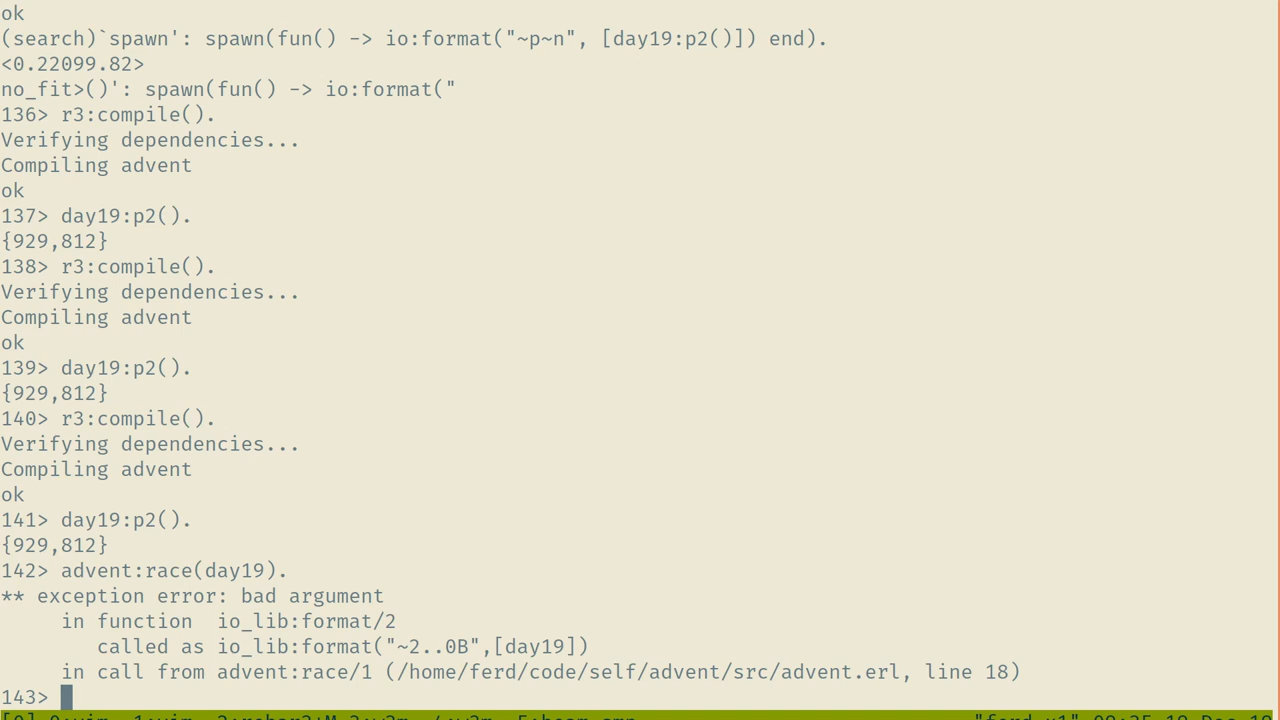 ok
(search)`spawn': spawn(fun() -> io:format("~p~n", [day19:p2()]) end).
<0.22099.82>
no_fit>()': spawn(fun() -> io:format("
136> r3:compile().
Verifying dependencies...
Compiling advent
ok
137> day19:p2().
{929,812}
138> r3:compile().
Verifying dependencies...
Compiling advent
ok
139> day19:p2().
{929,812}
140> r3:compile().
Verifying dependencies...
Compiling advent
ok
141> day19:p2().
{929,812}
142> advent:race(day19).
** exception error: bad argument
     in function  io_lib:format/2
        called as io_lib:format("~2..0B",[day19])
     in call from advent:race/1 (/home/ferd/code/self/advent/src/advent.erl, line 18)
143>